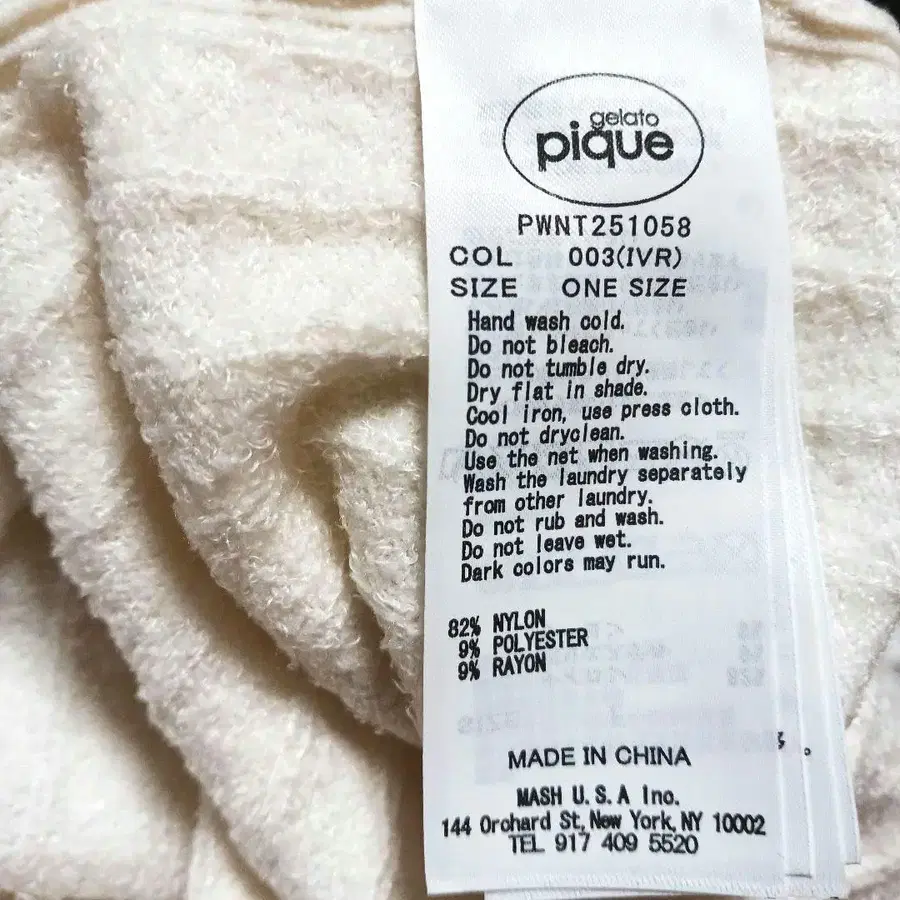 gelato
pique
PWNT251058
COL 003(IVR)
SIZE ONE SIZE
Hand wash cold.
Do not bleach.
Do not tumble dry.
Dry flat in shade.
Cool iron, use press cloth.
Do not dryclean.
Use the net when washing.
Wash the laundry separately
from other laundry.
Do not rub and wash.
Do not leave wet.
Dark colors may run.
82% NYLON
9% POLYESTER
9% RAYON
MADE IN CHINA
MASH U.S.A Inc.
144 Orchard St, New York, NY 10002
TEL 917 409 5520